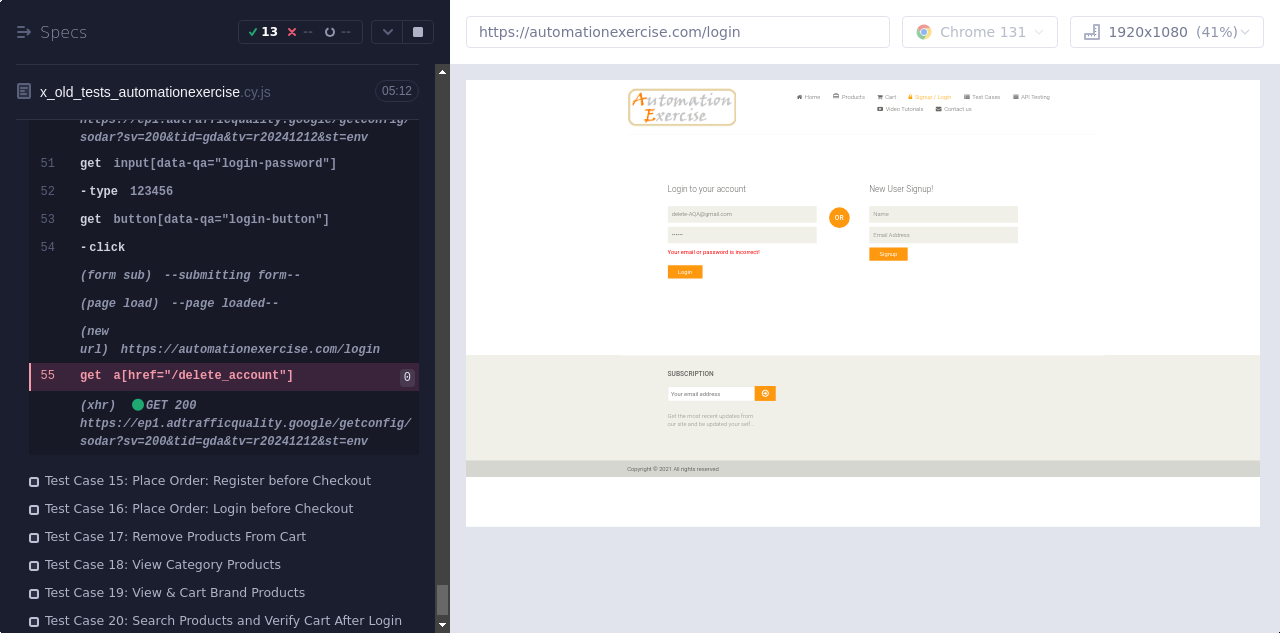 Specs
13
--
--
https://automationexercise.com/login
Chrome 131
1920x1080 (41%)
x_old_tests_automationexercise.cy.js
05:12
https://ep1.adtrafficquality.google/getconfig/
sodar?sv=200&tid=gda&tv=r20241212&st=env
51 get input[data-qa="login-password"]
52 -type 123456
53 get button[data-qa="login-button"]
54 -click
(form sub) --submitting form--
(page load) --page loaded--
(new
url) https://automationexercise.com/login
55 get a[href="/delete_account"] 0
(xhr) GET 200
https://ep1.adtrafficquality.google/getconfig/
sodar?sv=200&tid=gda&tv=r20241212&st=env
Test Case 15: Place Order: Register before Checkout
Test Case 16: Place Order: Login before Checkout
Test Case 17: Remove Products From Cart
Test Case 18: View Category Products
Test Case 19: View & Cart Brand Products
Test Case 20: Search Products and Verify Cart After Login
Automation
Exercise
Home Products Cart Signup / Login Test Cases API Testing
Video Tutorials Contact us
Login to your account
delete-AQA@gmail.com
Your email or password is incorrect!
Login
OR
New User Signup!
Name
Email Address
Signup
SUBSCRIPTION
Your email address
Get the most recent updates from
our site and be updated your self...
Copyright © 2021 All rights reserved